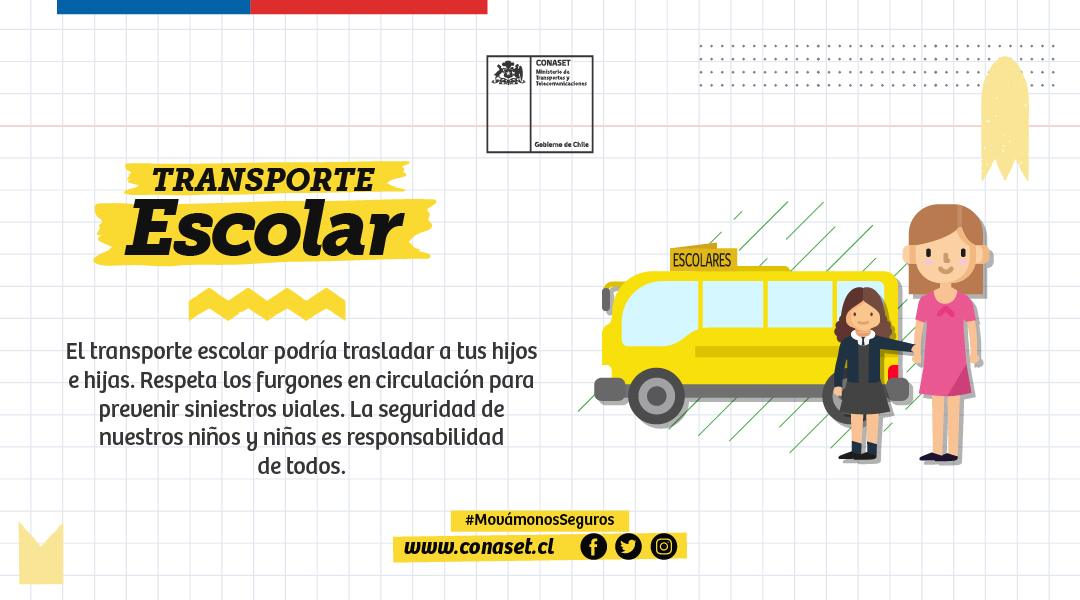 CONASET
Ministerio de
Transportes y
Telecomunicaciones
Gobierno de Chile
TRANSPORTE
Escolar
ESCOLARES
El transporte escolar podría trasladar a tus hijos
e hijas. Respeta los furgones en circulación para
prevenir siniestros viales. La seguridad de
nuestros niños y niñas es responsabilidad
de todos.
#MovámonosSeguros
www.conaset.cl